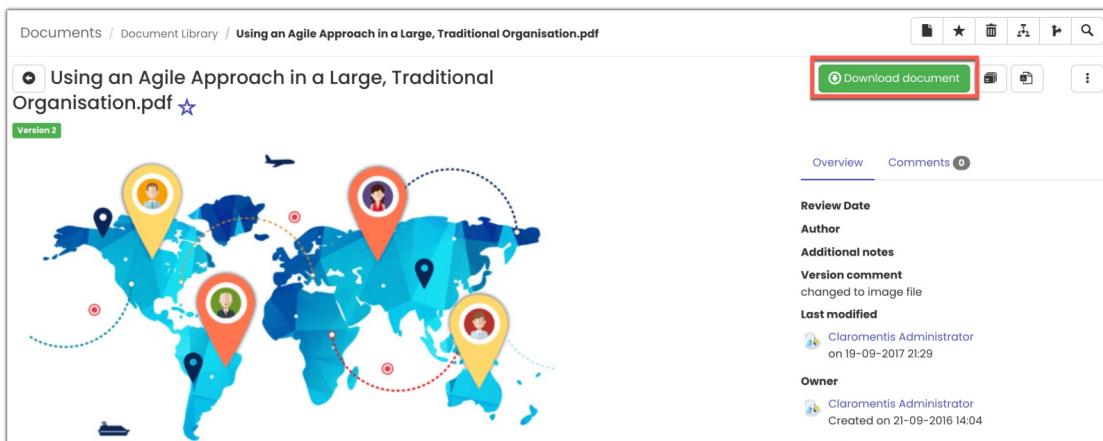 Documents / Document Library / Using an Agile Approach in a Large, Traditional Organisation.pdf
Using an Agile Approach in a Large, Traditional
Organisation.pdf
Download document
Version 2
Overview Comments 0
Review Date
Author
Additional notes
Version comment
changed to image file
Last modified
Claromentis Administrator
on 19-09-2017 21:29
Owner
Claromentis Administrator
Created on 21-09-2016 14:04